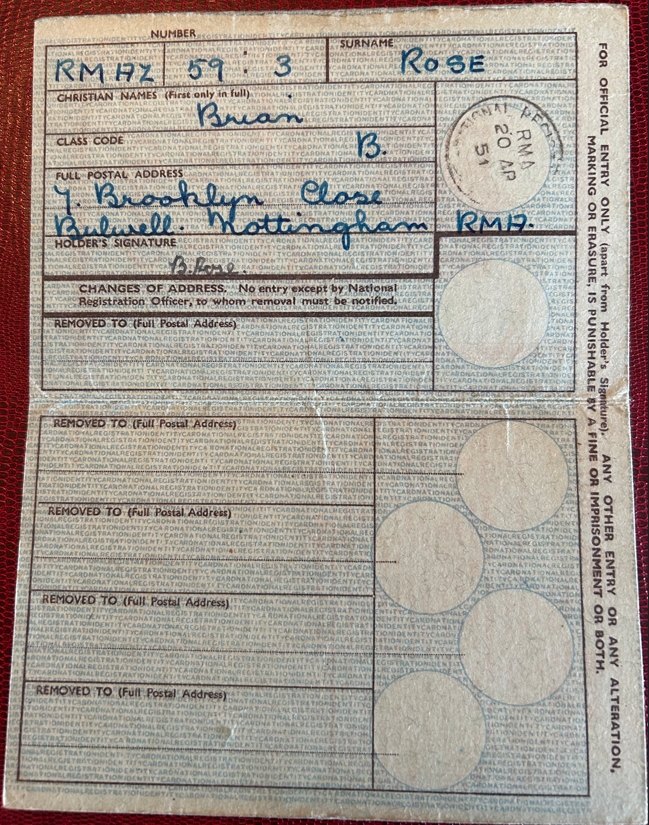 NUMBER
SURNAME
RMHZ 59 : 3 ROSE
CHRISTIAN NAMES (First only in full)
Brian
CLASS CODE B.
FULL POSTAL ADDRESS
7. Brooklyn Close
Bulwell. Nottingham RMH.
HOLDER'S SIGNATURE
B. Rose.
NATIONAL REGISTRATION
RMA
20 AP
51
CHANGES OF ADDRESS. No entry except by National
Registration Officer, to whom removal must be notified.
REMOVED TO (Full Postal Address)
REMOVED TO (Full Postal Address)
REMOVED TO (Full Postal Address)
REMOVED TO (Full Postal Address)
REMOVED TO (Full Postal Address)
FOR OFFICIAL ENTRY ONLY (apart from Holder's Signature). ANY OTHER ENTRY OR ANY ALTERATION,
MARKING OR ERASURE, IS PUNISHABLE BY A FINE OR IMPRISONMENT OR BOTH.